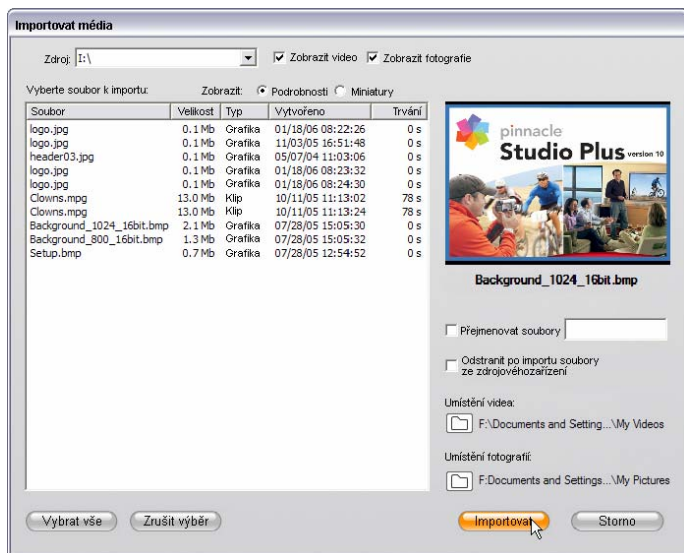 Importovat média
Zdroj: I:\ Zobrazit video Zobrazit fotografie
Vyberte soubor k importu: Zobrazit: Podrobnosti Miniatury
Soubor Velikost Typ Vytvořeno Trvání
logo.jpg 0.1 Mb Grafika 01/18/06 08:22:26 0 s
logo.jpg 0.1 Mb Grafika 11/03/05 16:51:48 0 s
header03.jpg 0.1 Mb Grafika 05/07/04 11:03:06 0 s
logo.jpg 0.1 Mb Grafika 01/18/06 08:23:32 0 s
logo.jpg 0.1 Mb Grafika 01/18/06 08:24:30 0 s
Clowns.mpg 13.0 Mb Klip 10/11/05 11:13:02 78 s
Clowns.mpg 13.0 Mb Klip 10/11/05 11:13:24 78 s
Background_1024_16bit.bmp 2.1 Mb Grafika 07/28/05 15:05:30 0 s
Background_800_16bit.bmp 1.3 Mb Grafika 07/28/05 15:05:32 0 s
Setup.bmp 0.7 Mb Grafika 07/28/05 12:54:52 0 s
pinnacle
Studio Plus version 10
Background_1024_16bit.bmp
Přejmenovat soubory
Odstranit po importu soubory
ze zdrojovéhozařízení
Umístění videa:
F:\Documents and Setting...\My Videos
Umístění fotografií:
F:Documents and Settings...\My Pictures
Vybrat vše Zrušit výběr Importovat Storno